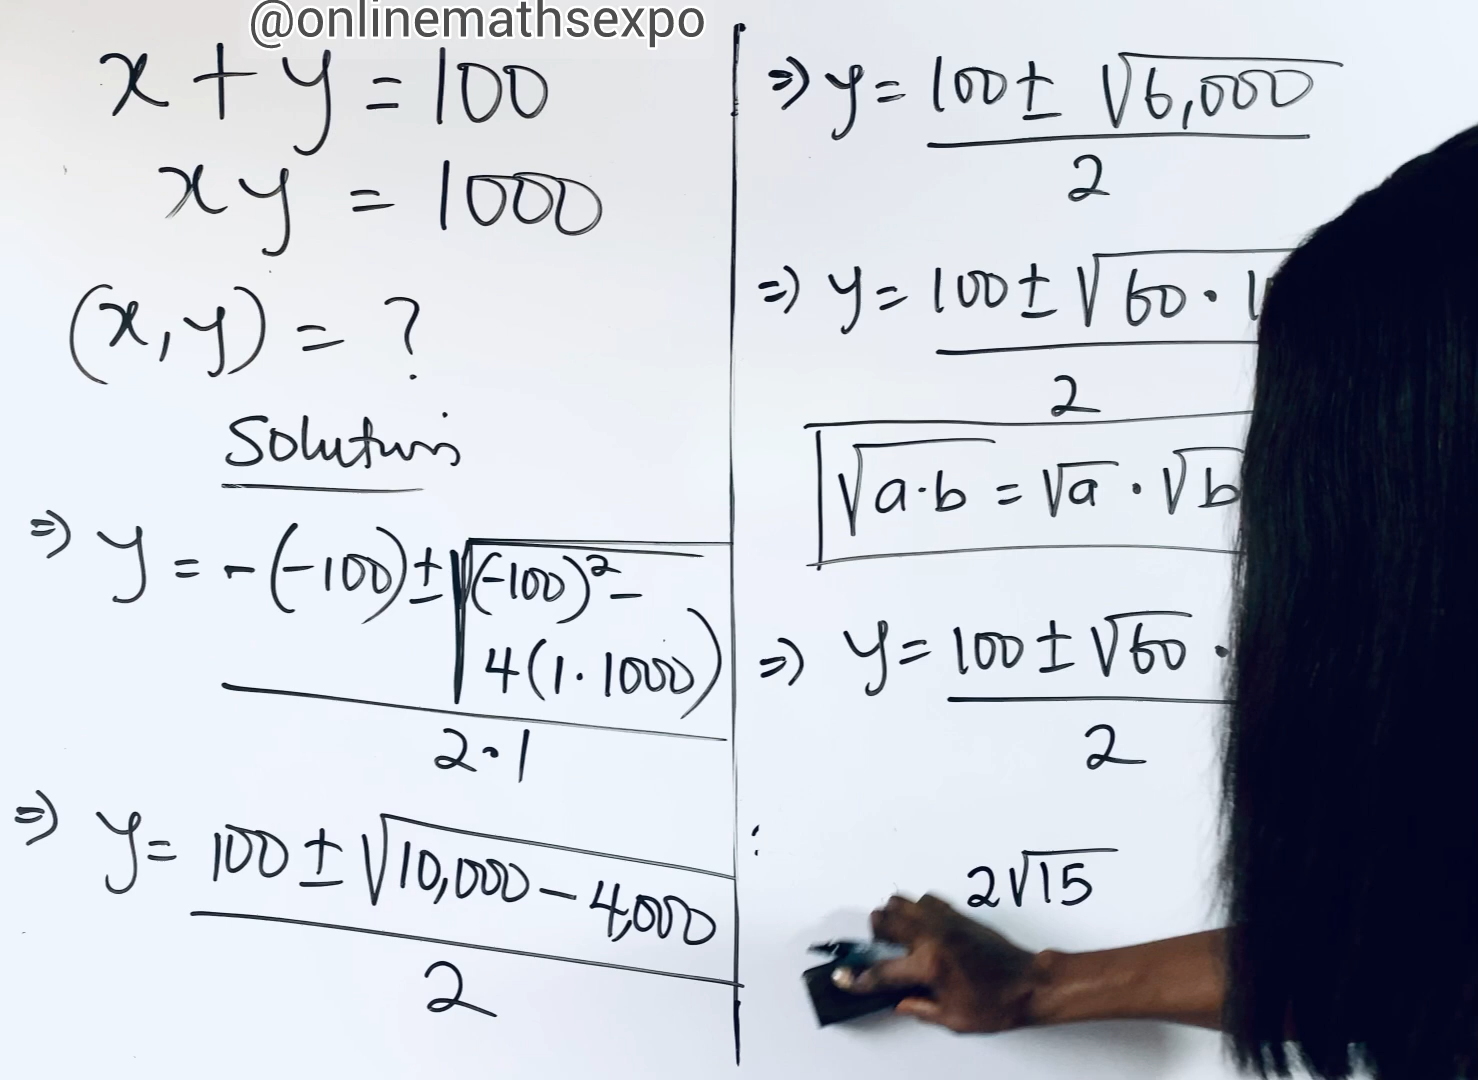 @onlinemathsexpo
x + y = 100
xy = 1000
(x, y) = ?
Solution
⇒ y = -(-100) ± √(-100)² -
4(1·1000)
2·1
⇒ y = 100 ± √10,000 - 4,000
2
⇒ y = 100 ± √6,000
2
⇒ y = 100 ± √60 ·
2
√a·b = √a · √b
⇒ y = 100 ± √60 ·
2
2√15